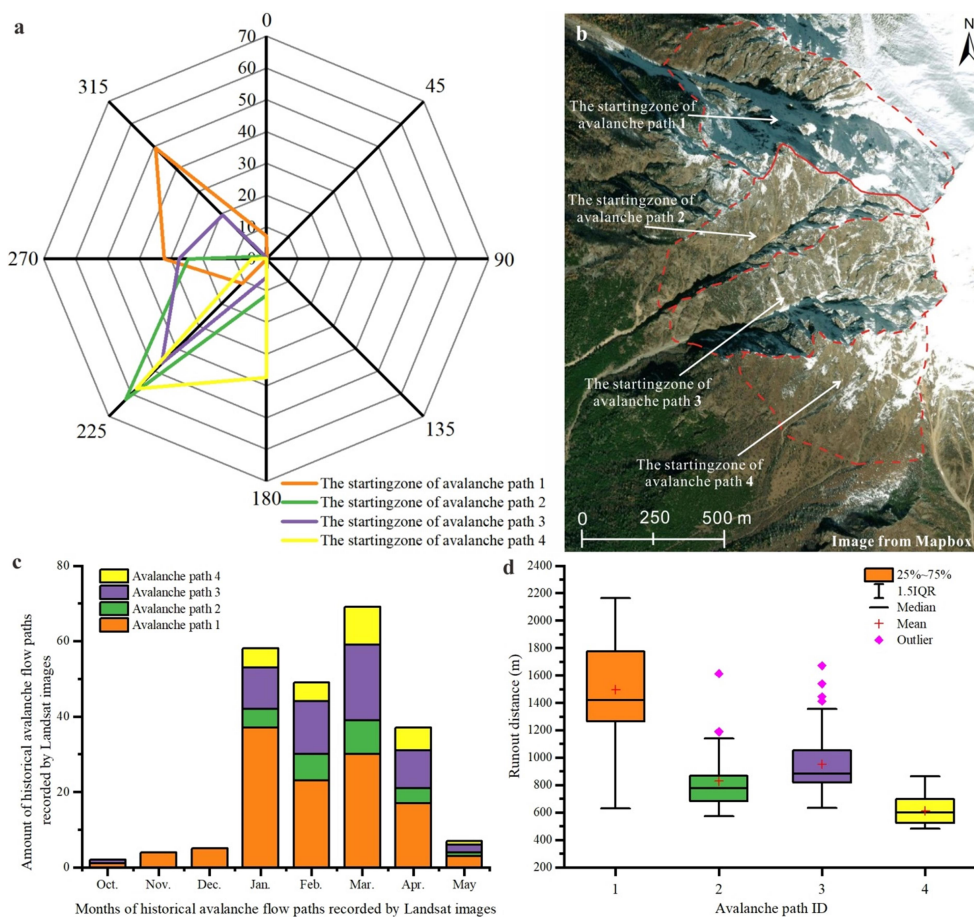 a
0
70
60
50
40
30
20
10
0
45
90
135
180
225
270
315
The startingzone of avalanche path 1
The startingzone of avalanche path 2
The startingzone of avalanche path 3
The startingzone of avalanche path 4
b
N
The startingzone of
avalanche path 1
The startingzone of
avalanche path 2
The startingzone of
avalanche path 3
The startingzone of
avalanche path 4
0 250 500 m
Image from Mapbox
c
Amount of historical avalanche flow paths
recorded by Landsat images
80
60
40
20
0
Avalanche path 4
Avalanche path 3
Avalanche path 2
Avalanche path 1
Oct. Nov. Dec. Jan. Feb. Mar. Apr. May
Months of historical avalanche flow paths recorded by Landsat images
d
Runout distance (m)
2400
2200
2000
1800
1600
1400
1200
1000
800
600
400
200
25%~75%
1.5IQR
Median
Mean
Outlier
1 2 3 4
Avalanche path ID